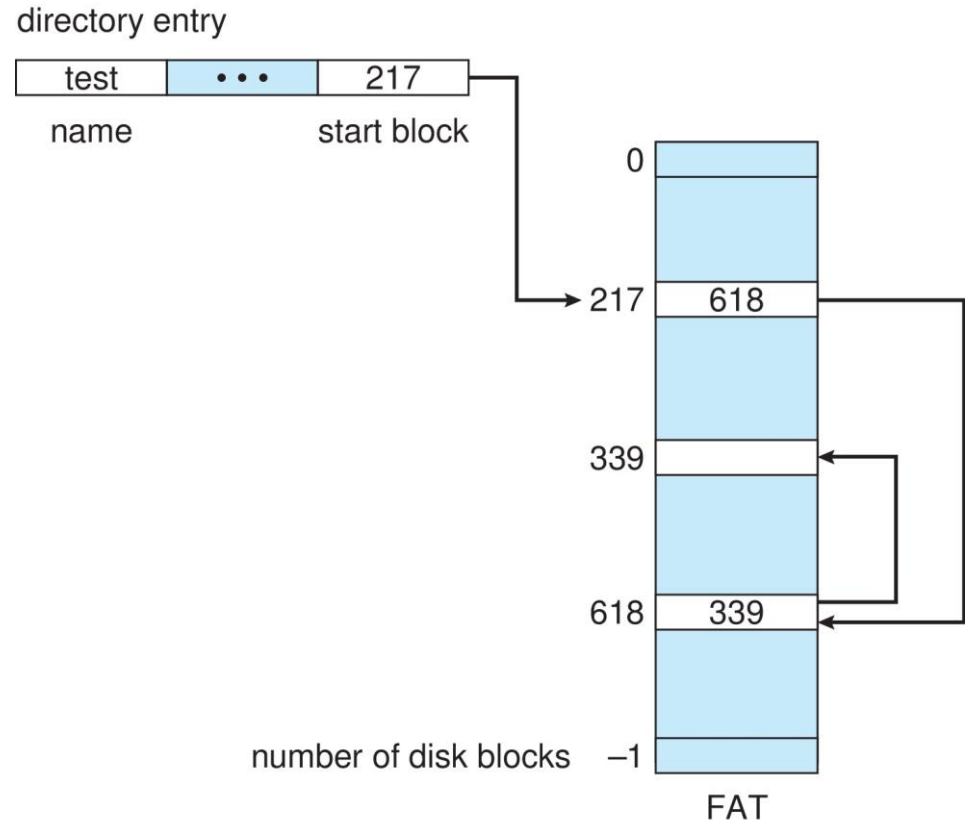 directory entry
test ••• 217
name start block
0
217 618
339
618 339
number of disk blocks –1
FAT